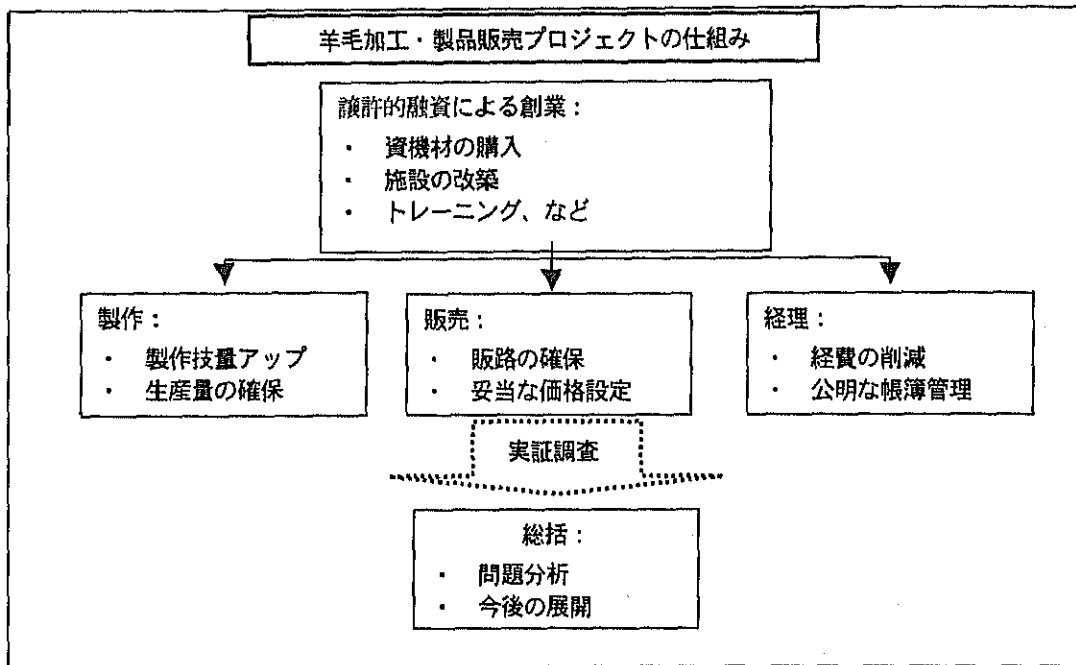 羊毛加工・製品販売プロジェクトの仕組み
譲許的融資による創業：
・ 資機材の購入
・ 施設の改築
・ トレーニング、など
製作：
・ 製作技量アップ
・ 生産量の確保
販売：
・ 販路の確保
・ 妥当な価格設定
経理：
・ 経費の削減
・ 公明な帳簿管理
実証調査
総括：
・ 問題分析
・ 今後の展開